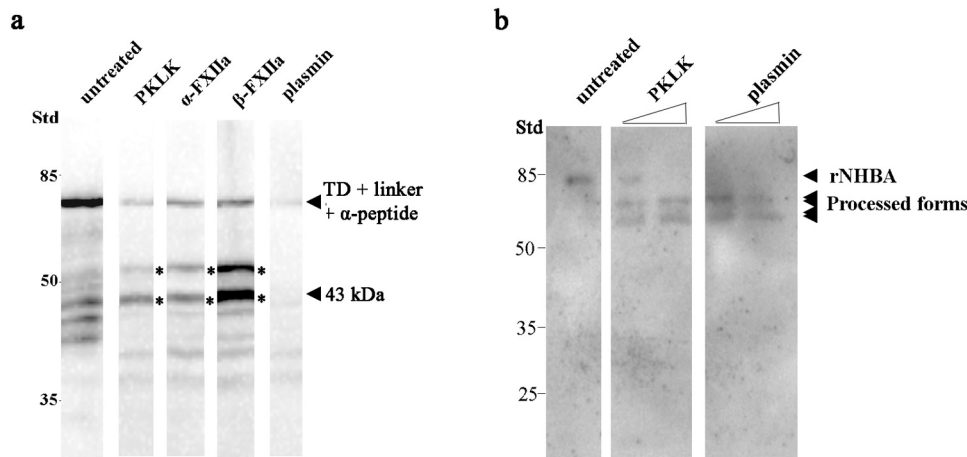 a
untreated
PKLK
α-FXIIa
β-FXIIa
plasmin
Std
85
50
35
TD + linker
+ α-peptide
43 kDa
* *
* *
* *
b
untreated
PKLK
plasmin
Std
85
50
35
25
rNHBA
Processed forms